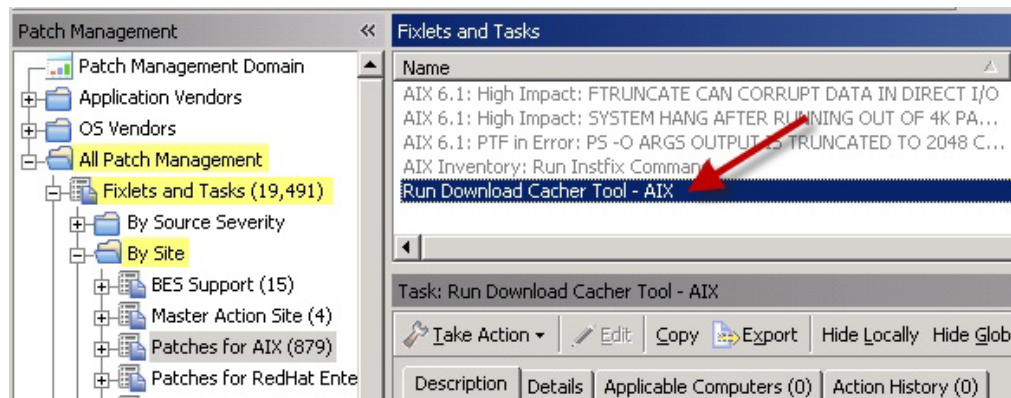 Patch Management «
Patch Management Domain
Application Vendors
OS Vendors
All Patch Management
Fixlets and Tasks (19,491)
By Source Severity
By Site
BES Support (15)
Master Action Site (4)
Patches for AIX (879)
Patches for RedHat Ente
Fixlets and Tasks
Name
AIX 6.1: High Impact: FTRUNCATE CAN CORRUPT DATA IN DIRECT I/O
AIX 6.1: High Impact: SYSTEM HANG AFTER RUNNING OUT OF 4K PA...
AIX 6.1: PTF in Error: PS -O ARGS OUTPUT IS TRUNCATED TO 2048 C...
AIX Inventory: Run Instfix Command
Run Download Cacher Tool - AIX
Task: Run Download Cacher Tool - AIX
Take Action Edit Copy Export Hide Locally Hide Glob
Description Details Applicable Computers (0) Action History (0)